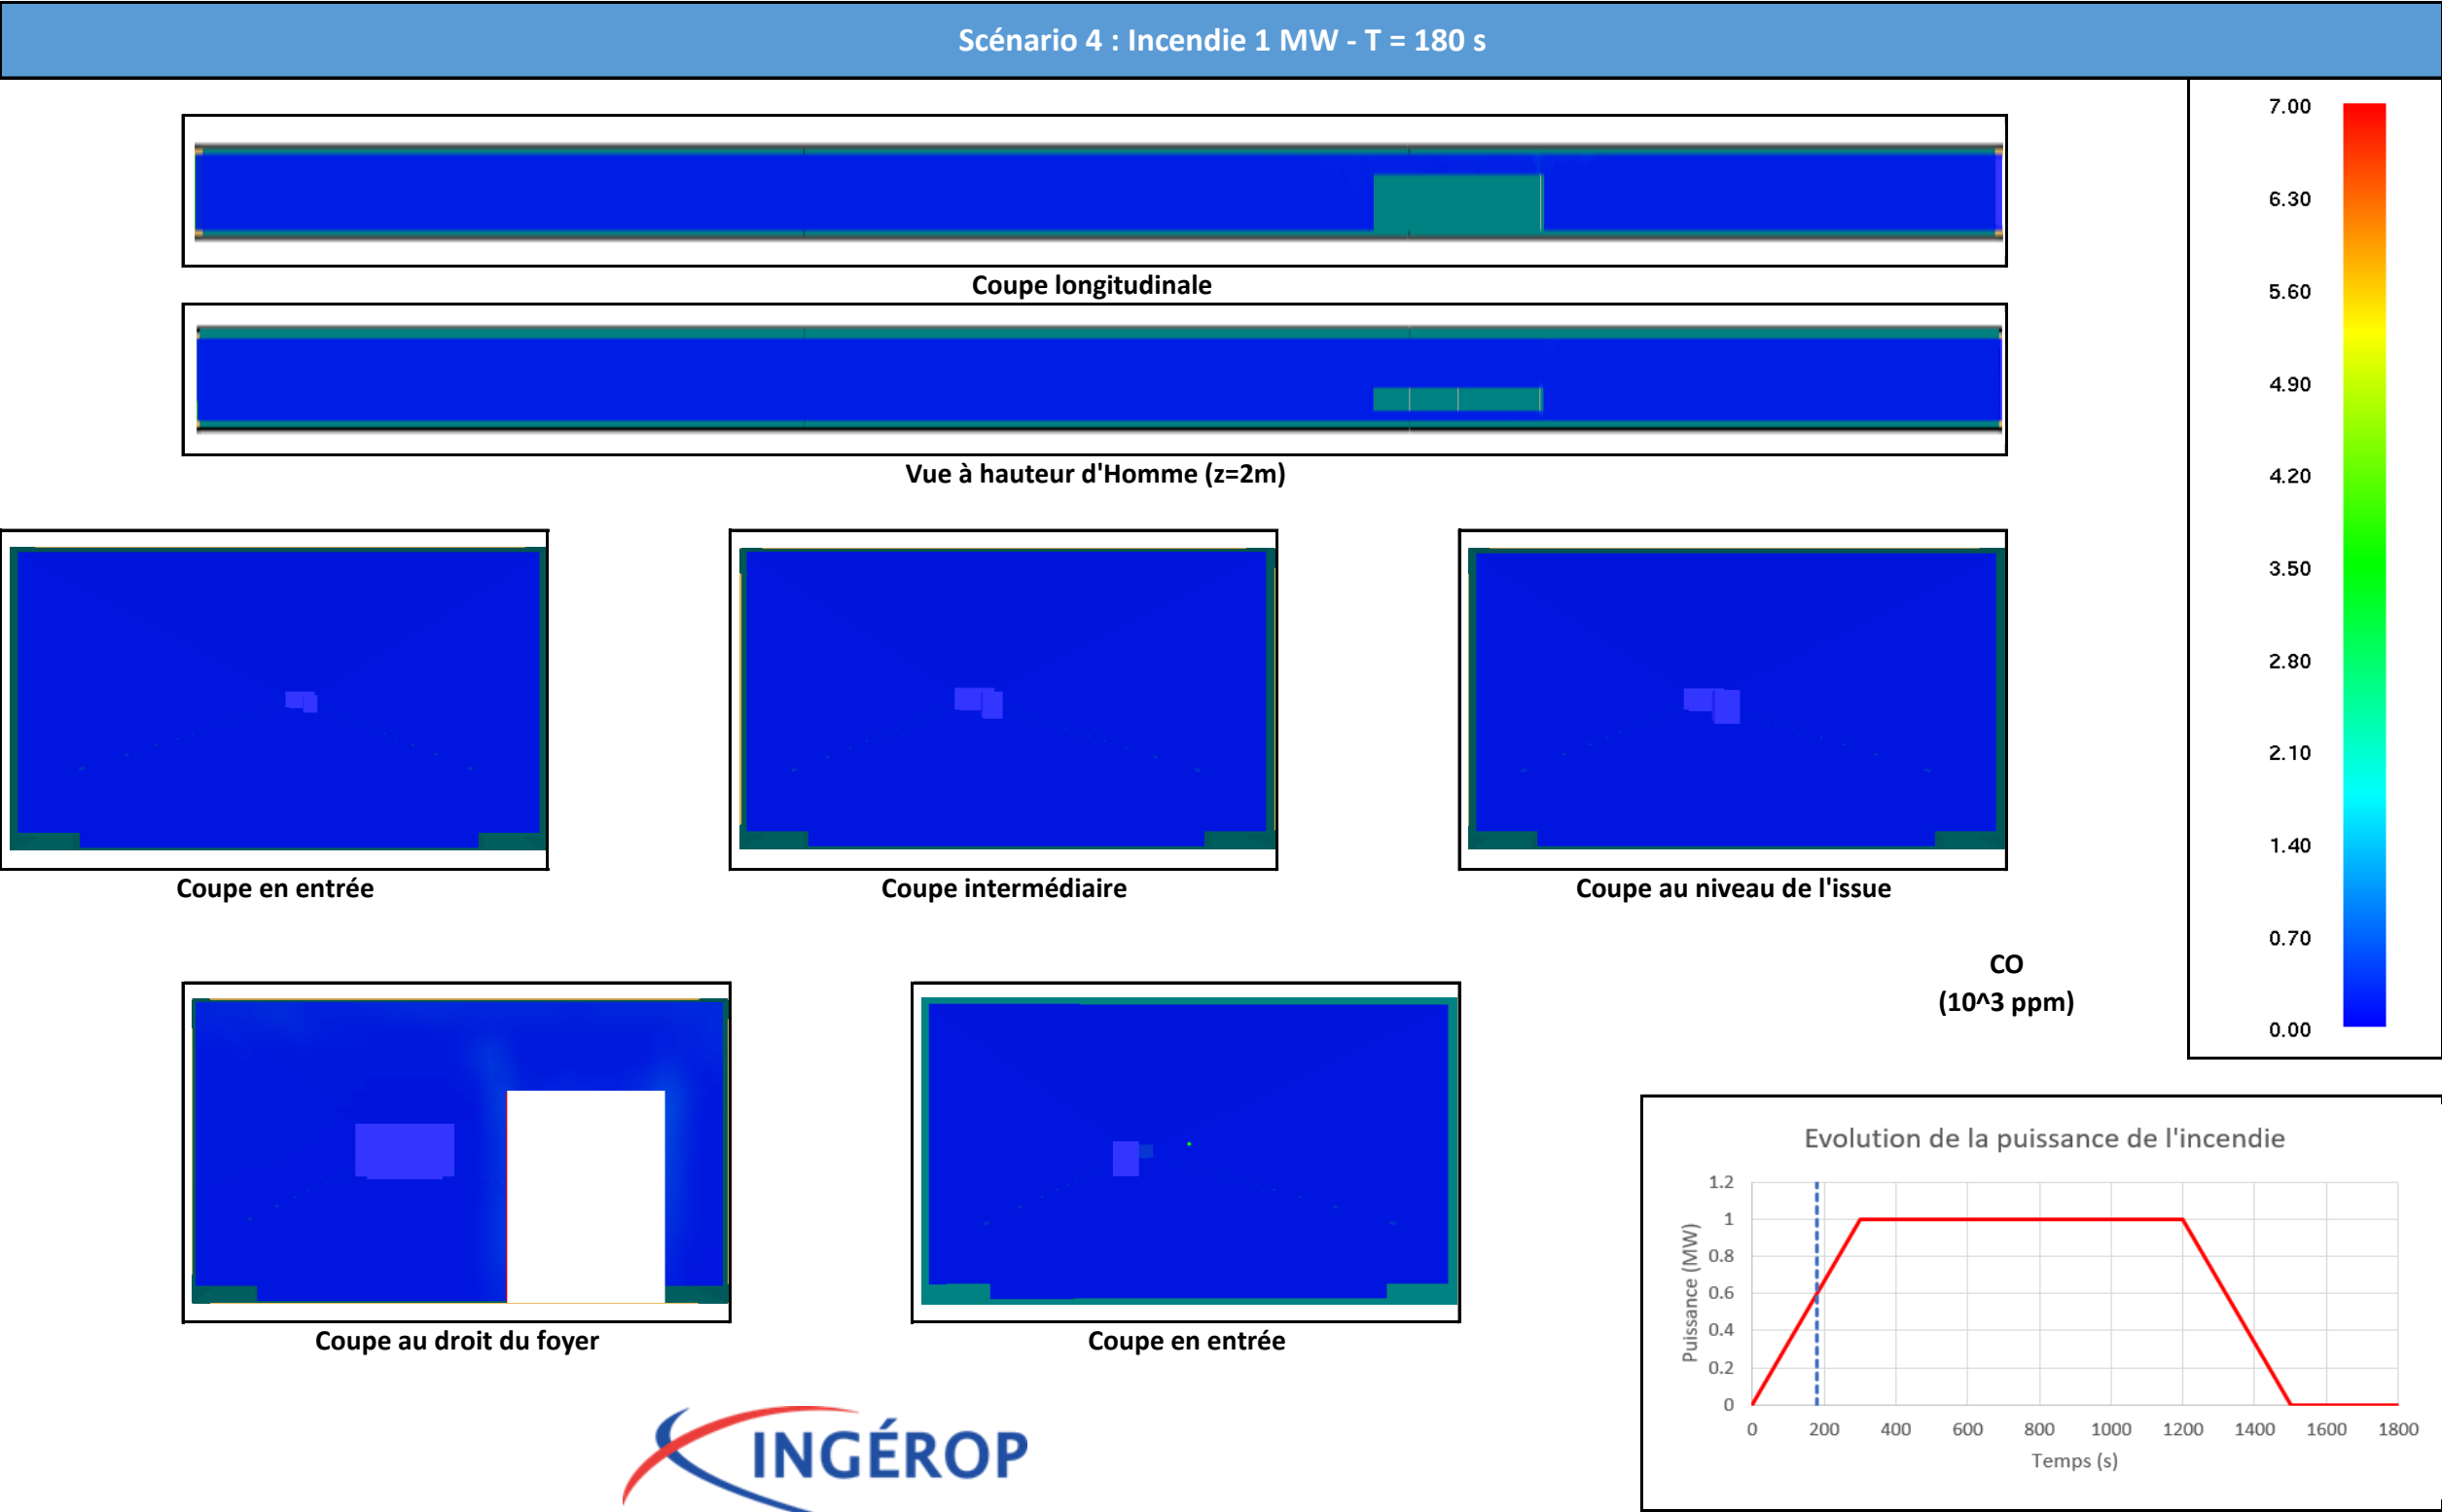 Scénario 4 : Incendie 1 MW - T = 180 s
Coupe longitudinale
Vue à hauteur d'Homme (z=2m)
Coupe en entrée
Coupe intermédiaire
Coupe au niveau de l'issue
Coupe au droit du foyer
Coupe en entrée
CO
(10^3 ppm)
7.00
6.30
5.60
4.90
4.20
3.50
2.80
2.10
1.40
0.70
0.00
Evolution de la puissance de l'incendie
Puissance (MW)
1.2
1
0.8
0.6
0.4
0.2
0
0 200 400 600 800 1000 1200 1400 1600 1800
Temps (s)
INGÉROP